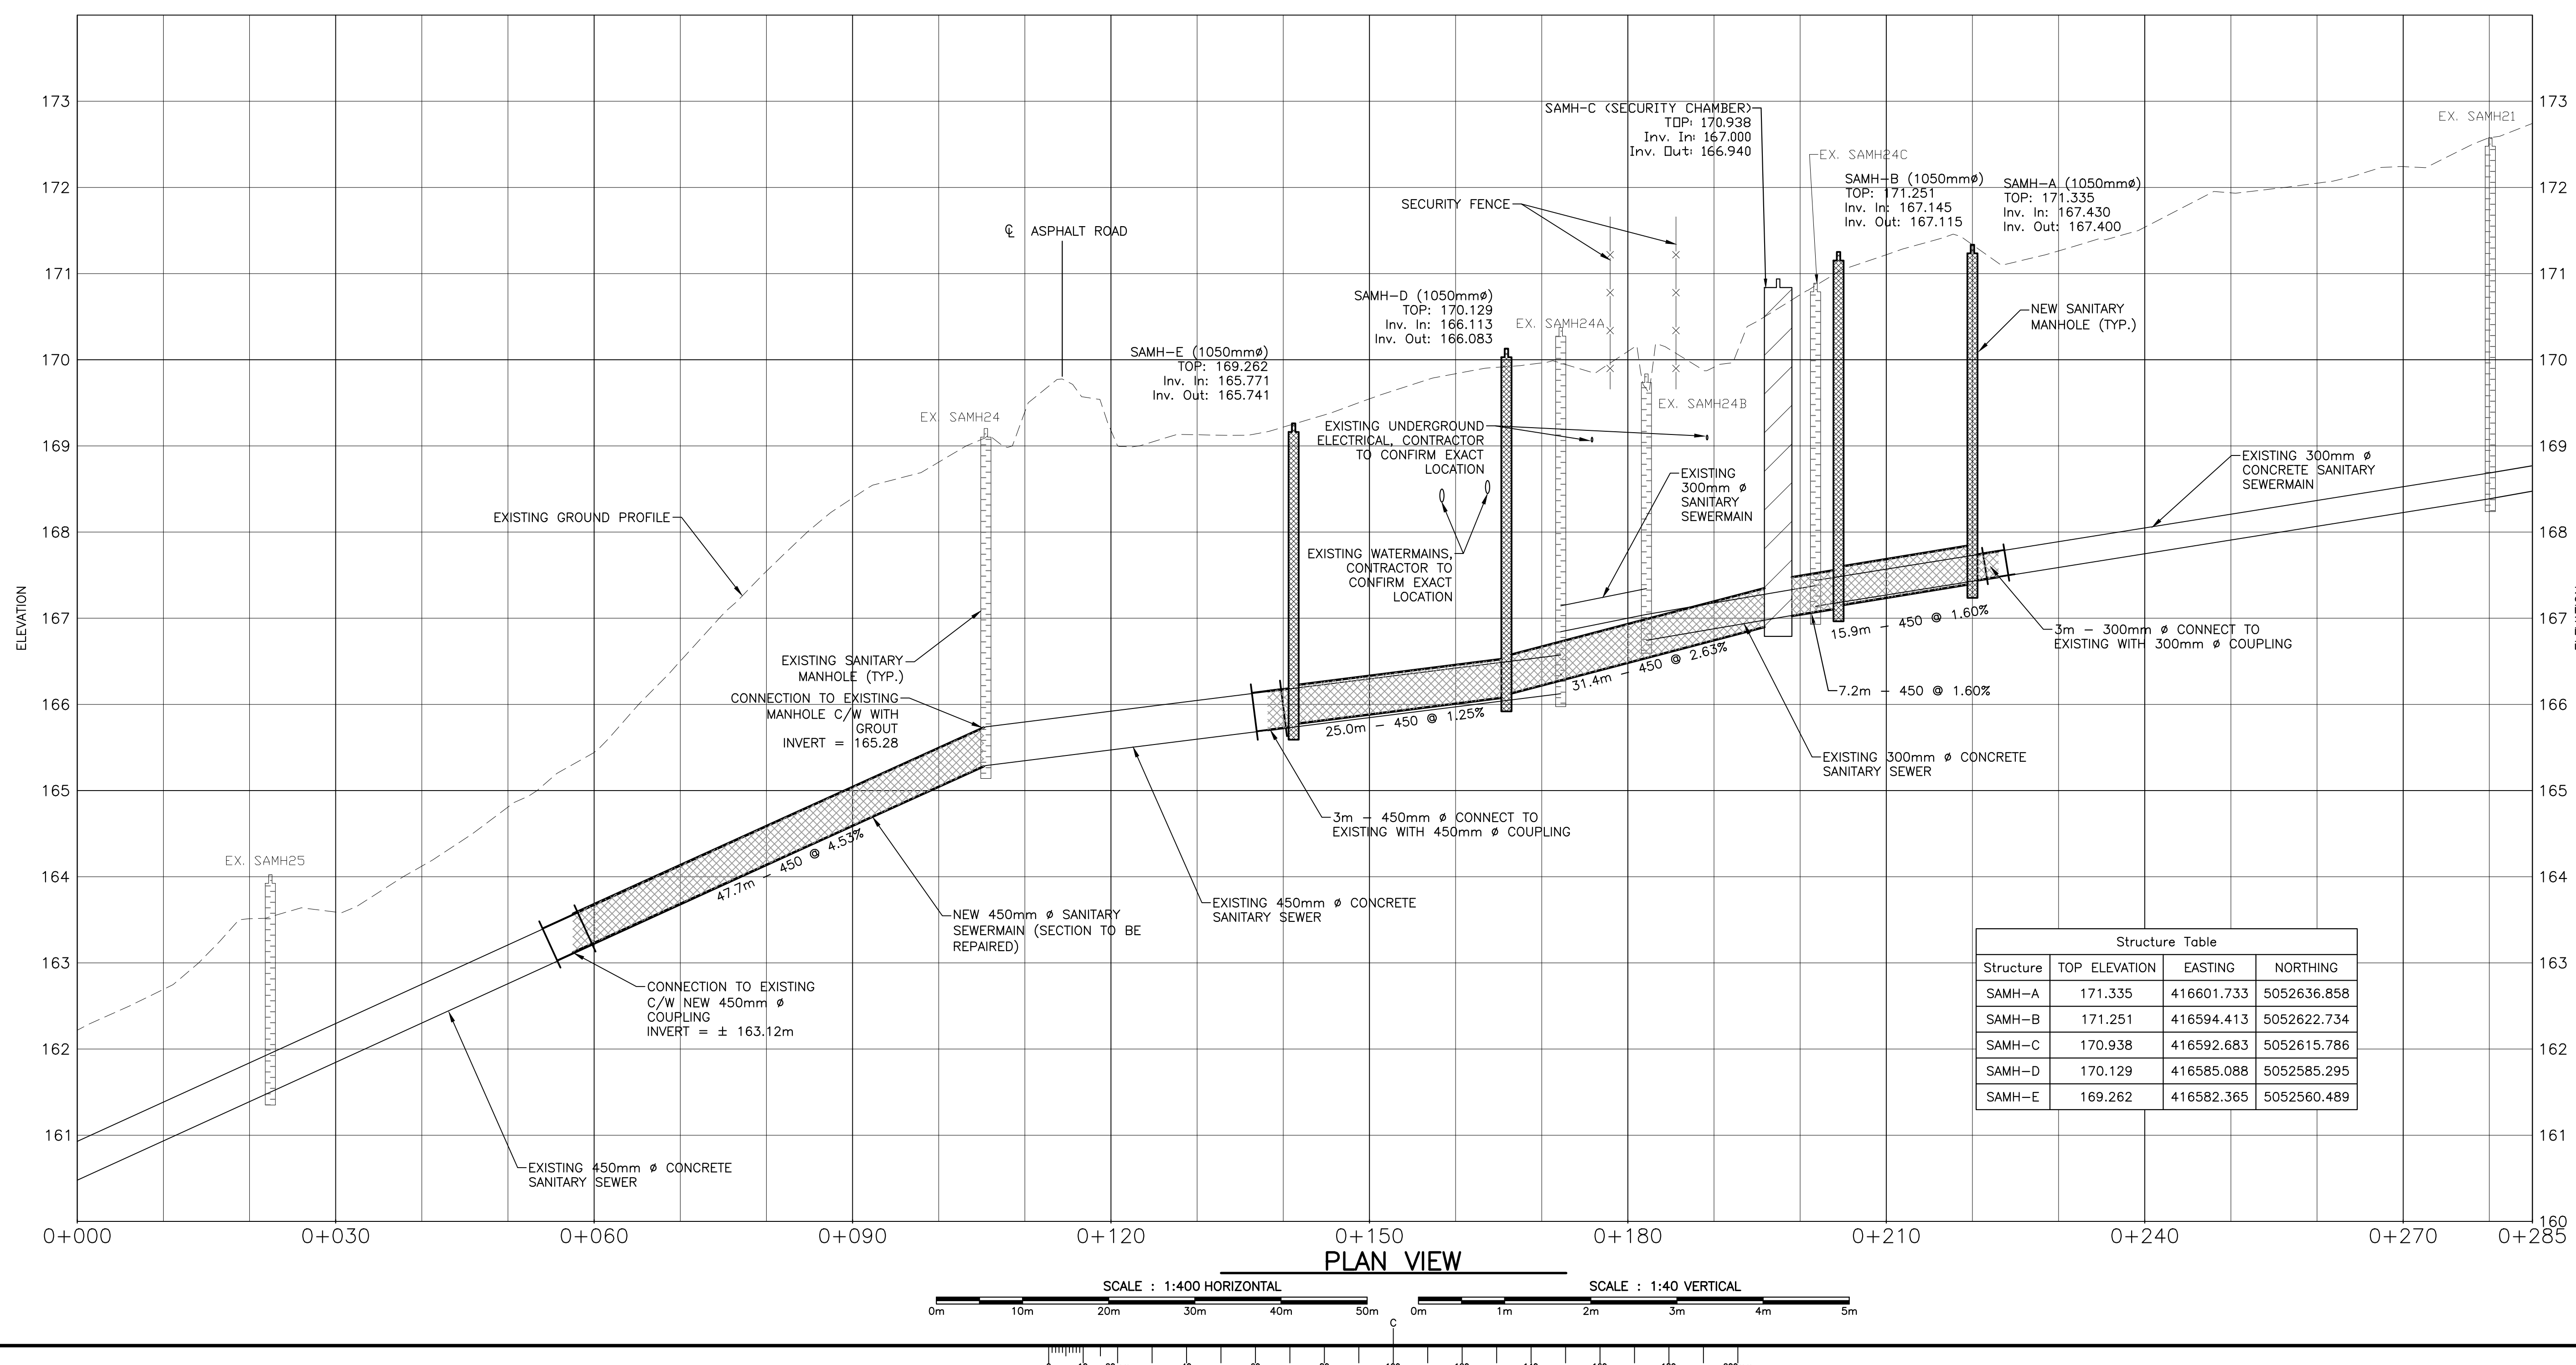 173
173
172
172
171
171
170
170
169
169
168
168
167
167
166
166
165
165
164
164
163
163
162
162
161
161
160
ELEVATION
SAMH-C (SECURITY CHAMBER)
TOP: 170.938
Inv. In: 167.000
Inv. Out: 166.940
EX. SAMH24C
SAMH-B (1050mmø)
TOP: 171.251
Inv. In: 167.145
Inv. Out: 167.115
SAMH-A (1050mmø)
TOP: 171.335
Inv. In: 167.430
Inv. Out: 167.400
EX. SAMH21
SECURITY FENCE
℄ ASPHALT ROAD
SAMH-D (1050mmø)
TOP: 170.129
Inv. In: 166.113
Inv. Out: 166.083
EX. SAMH24A
NEW SANITARY
MANHOLE (TYP.)
SAMH-E (1050mmø)
TOP: 169.262
Inv. In: 165.771
Inv. Out: 165.741
EX. SAMH24
EX. SAMH24B
EXISTING UNDERGROUND
ELECTRICAL, CONTRACTOR
TO CONFIRM EXACT
LOCATION
EXISTING
300mm ø
SANITARY
SEWERMAIN
EXISTING 300mm ø
CONCRETE SANITARY
SEWERMAIN
EXISTING GROUND PROFILE
EXISTING WATERMAINS,
CONTRACTOR TO
CONFIRM EXACT
LOCATION
EXISTING SANITARY
MANHOLE (TYP.)
CONNECTION TO EXISTING
MANHOLE C/W WITH
GROUT
INVERT = 165.28
15.9m - 450 @ 1.60%
3m - 300mm ø CONNECT TO
EXISTING WITH 300mm ø COUPLING
31.4m - 450 @ 2.63%
7.2m - 450 @ 1.60%
25.0m - 450 @ 1.25%
EXISTING 300mm ø CONCRETE
SANITARY SEWER
3m - 450mm ø CONNECT TO
EXISTING WITH 450mm ø COUPLING
EX. SAMH25
47.7m - 450 @ 4.53%
NEW 450mm ø SANITARY
SEWERMAIN (SECTION TO BE
REPAIRED)
EXISTING 450mm ø CONCRETE
SANITARY SEWER
CONNECTION TO EXISTING
C/W NEW 450mm ø
COUPLING
INVERT = ± 163.12m
EXISTING 450mm ø CONCRETE
SANITARY SEWER
Structure Table
Structure TOP ELEVATION EASTING NORTHING
SAMH-A 171.335 416601.733 5052636.858
SAMH-B 171.251 416594.413 5052622.734
SAMH-C 170.938 416592.683 5052615.786
SAMH-D 170.129 416585.088 5052585.295
SAMH-E 169.262 416582.365 5052560.489
0+000 0+030 0+060 0+090 0+120 0+150 0+180 0+210 0+240 0+270 0+285
PLAN VIEW
SCALE : 1:400 HORIZONTAL
0m 10m 20m 30m 40m 50m
SCALE : 1:40 VERTICAL
0m 1m 2m 3m 4m 5m
C